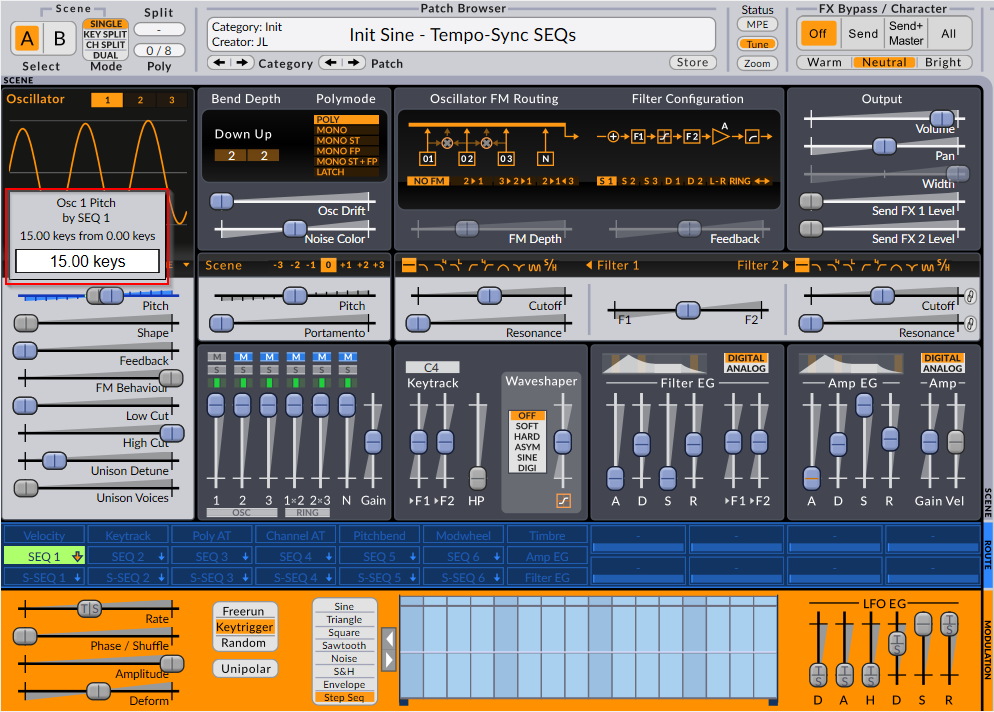 Scene
A
B
Select
SINGLE
KEY SPLIT
CH SPLIT
DUAL
Mode
Split
-
0 / 8
Poly
Patch Browser
Category: Init
Creator: JL
Init Sine - Tempo-Sync SEQs
Category
Patch
Store
Status
MPE
Tune
Zoom
FX Bypass / Character
Off
Send
Send+
Master
All
Warm
Neutral
Bright
SCENE
Oscillator
1 2 3
Osc 1 Pitch
by SEQ 1
15.00 keys from 0.00 keys
15.00 keys
Pitch
Shape
Feedback
FM Behaviour
Low Cut
High Cut
Unison Detune
Unison Voices
Bend Depth
Down Up
2 2
Polymode
POLY
MONO
MONO ST
MONO FP
MONO ST+FP
LATCH
Osc Drift
Noise Color
Oscillator FM Routing
01 02 03 N
NO FM 2▸1 3▸2▸1 2▸1◂3
FM Depth
Filter Configuration
F1 F2 A
S 1 S 2 S 3 D 1 D 2 L-R RING
Feedback
Output
Volume
Pan
Width
Send FX 1 Level
Send FX 2 Level
Scene
-3 -2 -1 0 +1 +2 +3
Pitch
Portamento
S/H
Filter 1
Cutoff
Resonance
F1
F2
Filter 2
S/H
Cutoff
Resonance
M M M M M M
S S S S S S
1 2 3 1×2 2×3 N Gain
OSC
RING
C4
Keytrack
▸F1 ▸F2
HP
Waveshaper
OFF
SOFT
HARD
ASYM
SINE
DIGI
DIGITAL
ANALOG
Filter EG
A D S R ▸F1 ▸F2
DIGITAL
ANALOG
Amp EG
Amp
A D S R Gain Vel
SCENE
Velocity Keytrack Poly AT Channel AT Pitchbend Modwheel Timbre - - - -
SEQ 1 SEQ 2 SEQ 3 SEQ 4 SEQ 5 SEQ 6 Amp EG
S-SEQ 1 S-SEQ 2 S-SEQ 3 S-SEQ 4 S-SEQ 5 S-SEQ 6 Filter EG - - - -
ROUTE
T S
Rate
Phase / Shuffle
Amplitude
Deform
Freerun
Keytrigger
Random
Unipolar
Sine
Triangle
Square
Sawtooth
Noise
S&H
Envelope
Step Seq
LFO EG
T S T S T S T S T S
D A H D S R
MODULATION